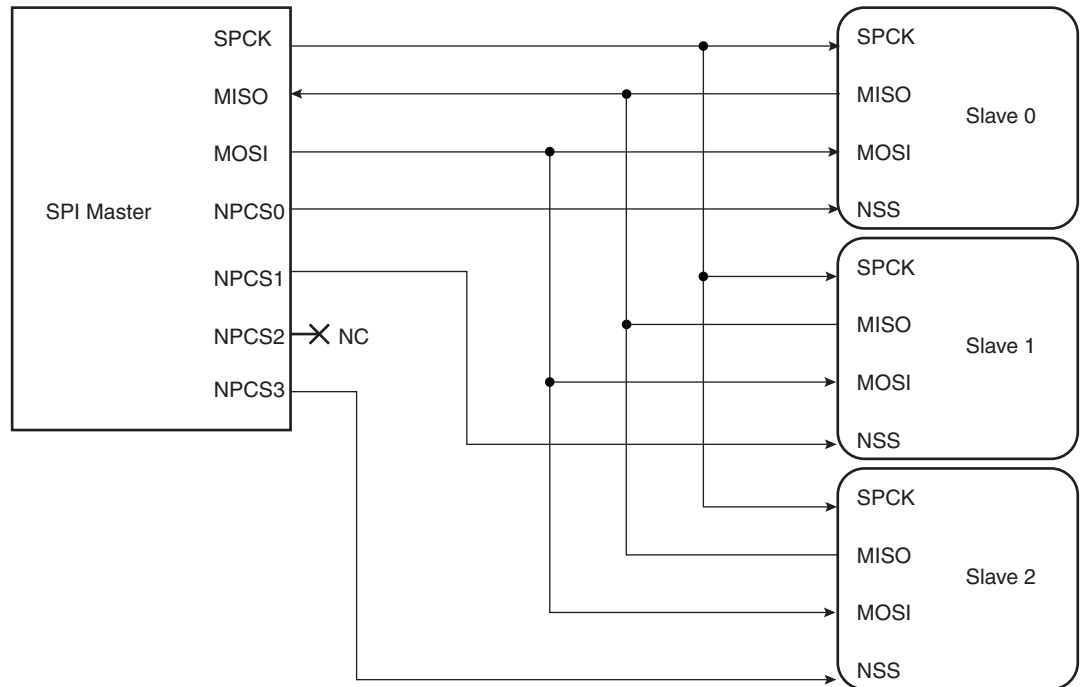 SPI Master
SPCK
MISO
MOSI
NPCS0
NPCS1
NPCS2
NC
NPCS3
SPCK
MISO
Slave 0
MOSI
NSS
SPCK
MISO
Slave 1
MOSI
NSS
SPCK
MISO
Slave 2
MOSI
NSS